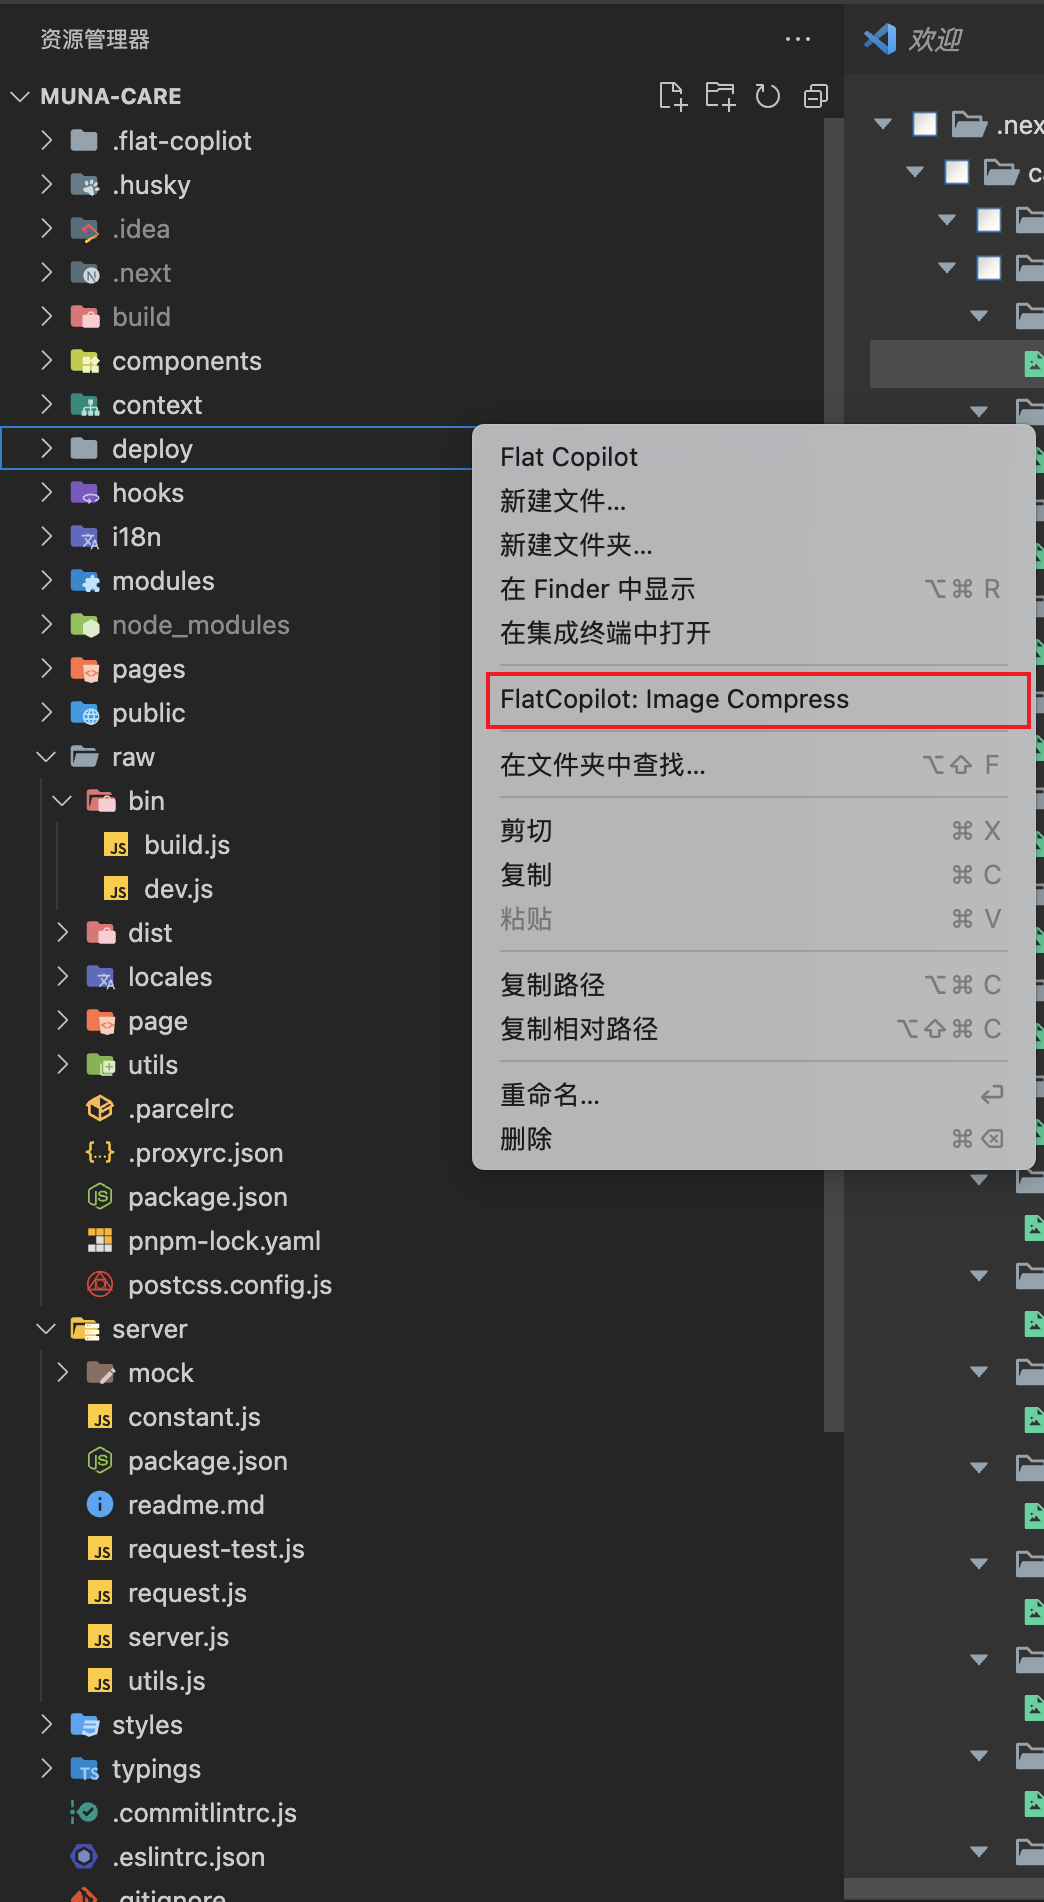 资源管理器
MUNA-CARE
.flat-copliot
.husky
.idea
.next
build
components
context
deploy
hooks
i18n
modules
node_modules
pages
public
raw
bin
build.js
dev.js
dist
locales
page
utils
.parcelrc
.proxyrc.json
package.json
pnpm-lock.yaml
postcss.config.js
server
mock
constant.js
package.json
readme.md
request-test.js
request.js
server.js
utils.js
styles
typings
.commitlintrc.js
.eslintrc.json
.gitignore
Flat Copilot
新建文件...
新建文件夹...
在 Finder 中显示 ⌥⌘ R
在集成终端中打开
FlatCopilot: Image Compress
在文件夹中查找... ⌥⇧ F
剪切 ⌘ X
复制 ⌘ C
粘贴 ⌘ V
复制路径 ⌥⌘ C
复制相对路径 ⌥⇧⌘ C
重命名... ↩
删除 ⌘⌫
欢迎
.nex